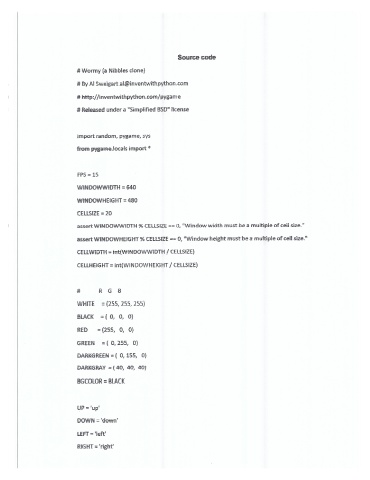 Source code
# Wormy (a Nibbles clone)
# By Al Sweigart al@inventwithpython.com
# http://inventwithpython.com/pygame
# Released under a "Simplified BSD" license
import random, pygame, sys
from pygame.locals import *
FPS = 15
WINDOWWIDTH = 640
WINDOWHEIGHT = 480
CELLSIZE = 20
assert WINDOWWIDTH % CELLSIZE == 0, "Window width must be a multiple of cell size."
assert WINDOWHEIGHT % CELLSIZE == 0, "Window height must be a multiple of cell size."
CELLWIDTH = int(WINDOWWIDTH / CELLSIZE)
CELLHEIGHT = int(WINDOWHEIGHT / CELLSIZE)
# R G B
WHITE = (255, 255, 255)
BLACK = ( 0, 0, 0)
RED = (255, 0, 0)
GREEN = ( 0, 255, 0)
DARKGREEN = ( 0, 155, 0)
DARKGRAY = ( 40, 40, 40)
BGCOLOR = BLACK
UP = 'up'
DOWN = 'down'
LEFT = 'left'
RIGHT = 'right'